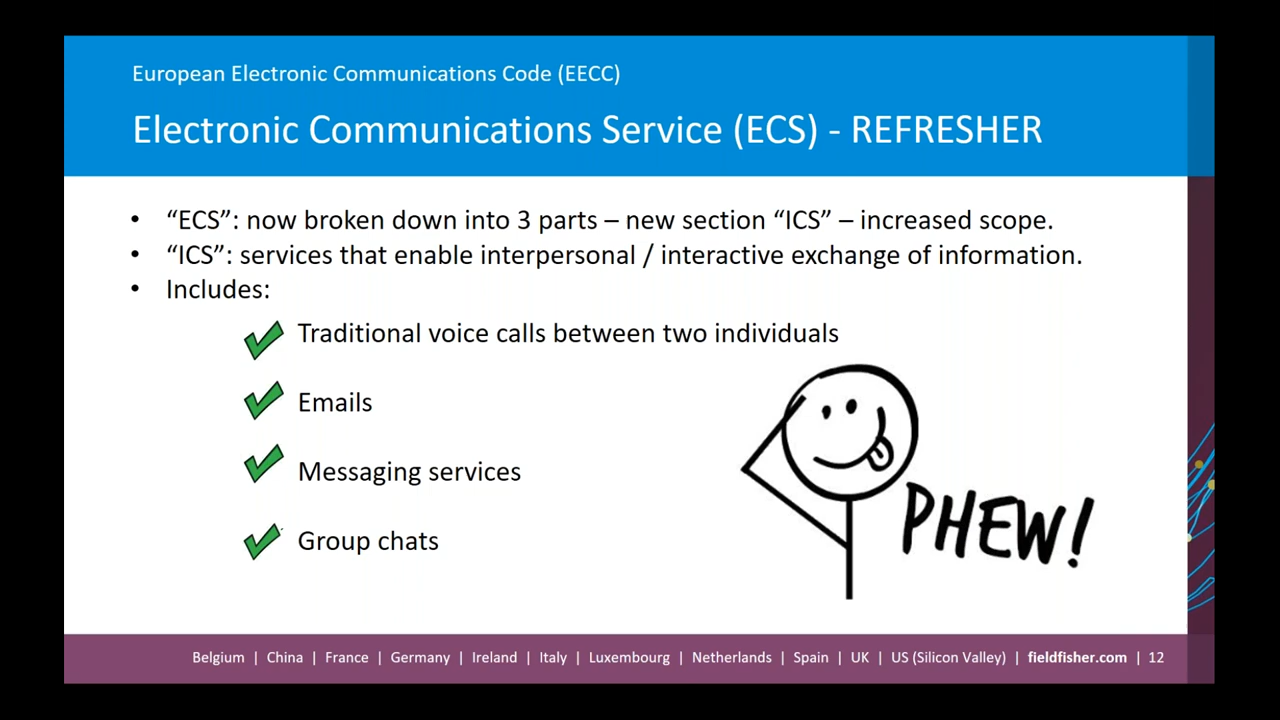 European Electronic Communications Code (EECC)
Electronic Communications Service (ECS) - REFRESHER
• “ECS”: now broken down into 3 parts – new section “ICS” – increased scope.
• “ICS”: services that enable interpersonal / interactive exchange of information.
• Includes:
Traditional voice calls between two individuals
Emails
Messaging services
Group chats
PHEW!
Belgium | China | France | Germany | Ireland | Italy | Luxembourg | Netherlands | Spain | UK | US (Silicon Valley) | fieldfisher.com | 12